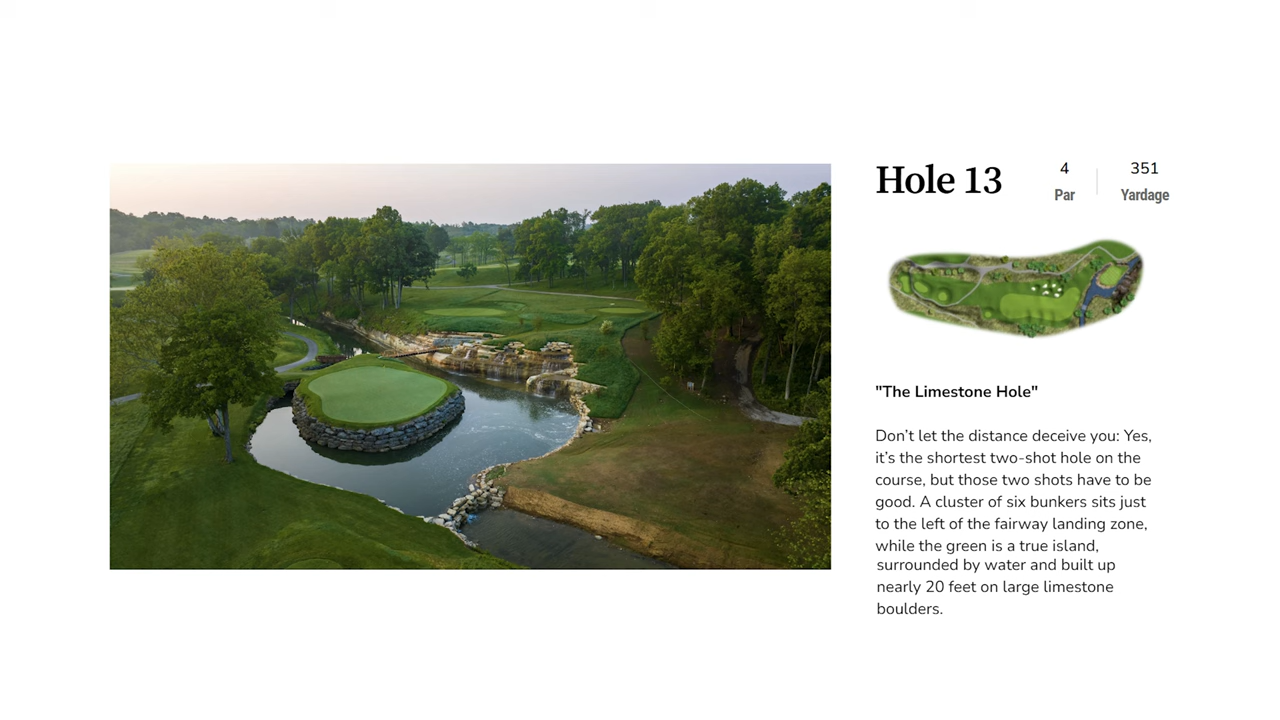 Hole 13
4
Par
351
Yardage
"The Limestone Hole"
Don’t let the distance deceive you: Yes,
it’s the shortest two-shot hole on the
course, but those two shots have to be
good. A cluster of six bunkers sits just
to the left of the fairway landing zone,
while the green is a true island,
surrounded by water and built up
nearly 20 feet on large limestone
boulders.